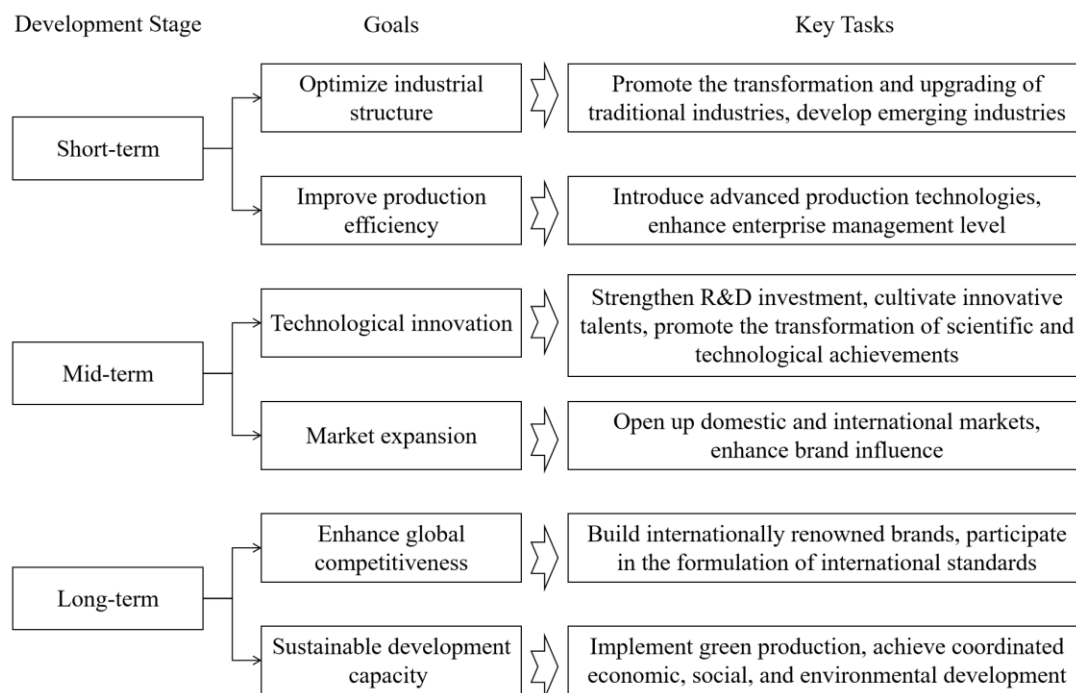 Development Stage
Goals
Key Tasks
Short-term
Optimize industrial
structure
Promote the transformation and upgrading of
traditional industries, develop emerging industries
Improve production
efficiency
Introduce advanced production technologies,
enhance enterprise management level
Mid-term
Technological innovation
Strengthen R&D investment, cultivate innovative
talents, promote the transformation of scientific and
technological achievements
Market expansion
Open up domestic and international markets,
enhance brand influence
Long-term
Enhance global
competitiveness
Build internationally renowned brands, participate
in the formulation of international standards
Sustainable development
capacity
Implement green production, achieve coordinated
economic, social, and environmental development